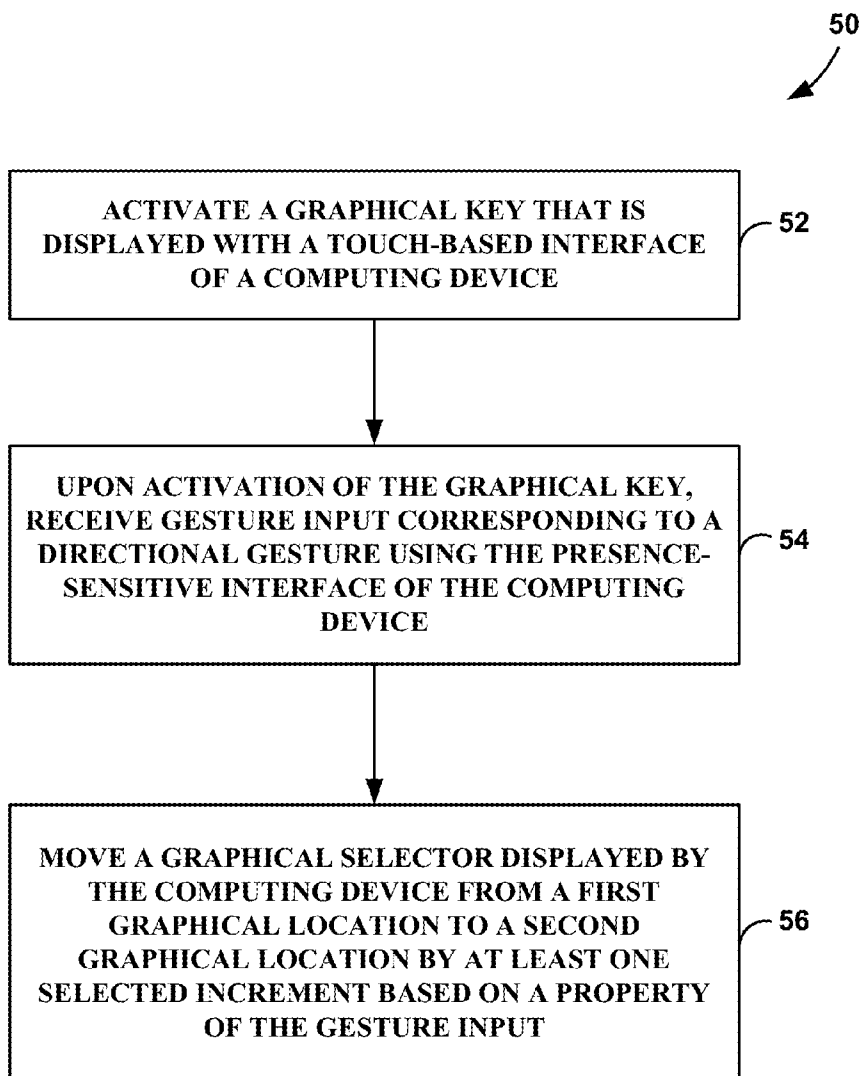 50
ACTIVATE A GRAPHICAL KEY THAT IS
DISPLAYED WITH A TOUCH-BASED INTERFACE
OF A COMPUTING DEVICE
52
UPON ACTIVATION OF THE GRAPHICAL KEY,
RECEIVE GESTURE INPUT CORRESPONDING TO A
DIRECTIONAL GESTURE USING THE PRESENCE-
SENSITIVE INTERFACE OF THE COMPUTING
DEVICE
54
MOVE A GRAPHICAL SELECTOR DISPLAYED BY
THE COMPUTING DEVICE FROM A FIRST
GRAPHICAL LOCATION TO A SECOND
GRAPHICAL LOCATION BY AT LEAST ONE
SELECTED INCREMENT BASED ON A PROPERTY
OF THE GESTURE INPUT
56